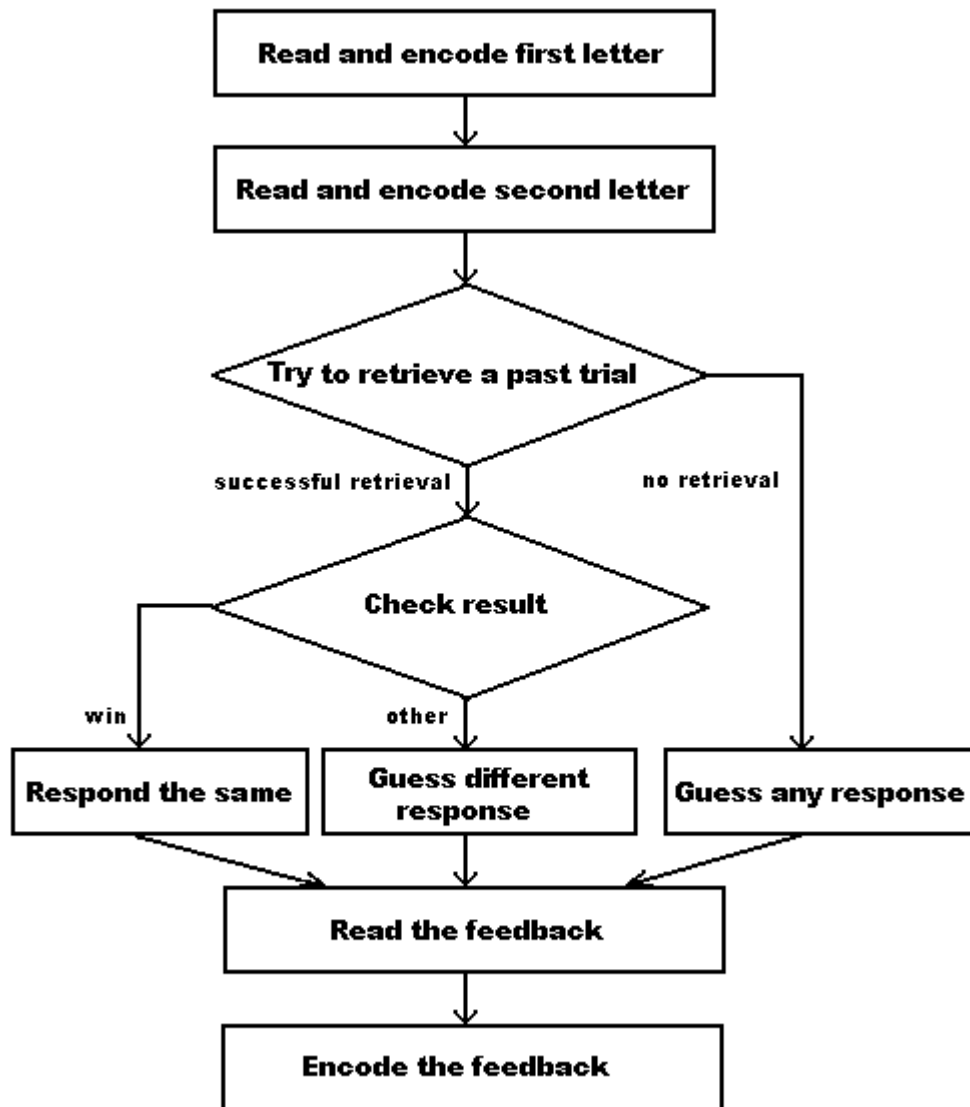 Read and encode first letter
Read and encode second letter
Try to retrieve a past trial
successful retrieval
no retrieval
Check result
win
other
Respond the same
Guess different
response
Guess any response
Read the feedback
Encode the feedback